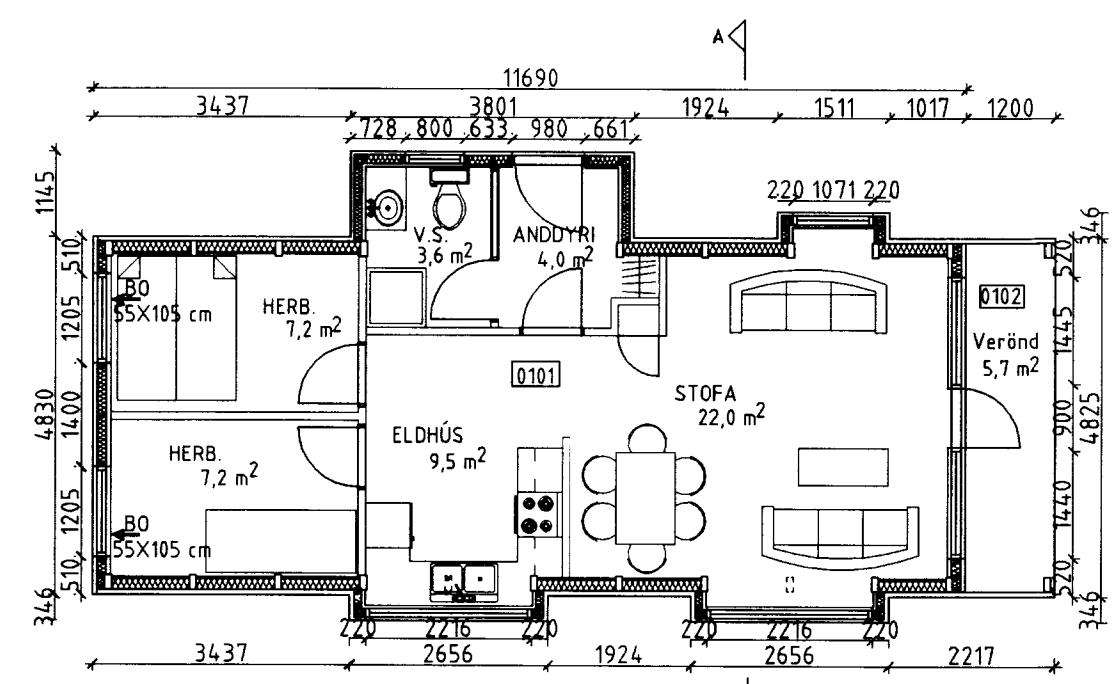 A
11690
3437 3801 1924 1511 1017 1200
728 800 633 980 661
220 1071 220
1145
346
510
520
V.S.
3,6 m2
ANDDYRI
4,0 m2
BO
55X105 cm
HERB.
7,2 m2
1205
1445
0102
Verönd
5,7 m2
0101
STOFA
22,0 m2
4830
1400
900
4825
ELDHÚS
9,5 m2
HERB.
7,2 m2
1205
1440
BO
55X105 cm
510
520
346
346
220 2216 220
220 2216 220
3437 2656 1924 2656 2217